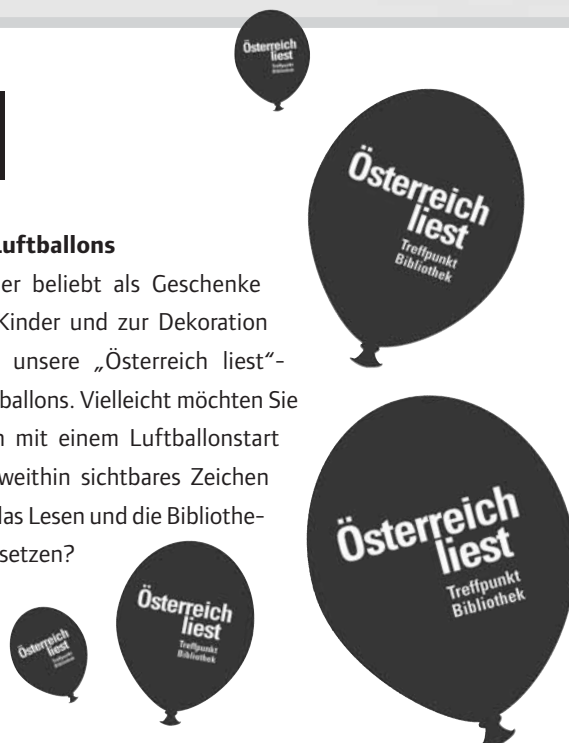 Österreich
liest
Treffpunkt
Bibliothek
Österreich
liest
Treffpunkt
Bibliothek
Luftballons
er beliebt als Geschenke
Kinder und zur Dekoration
unsere „Österreich liest"-
ballons. Vielleicht möchten Sie
mit einem Luftballonstart
weithin sichtbares Zeichen
das Lesen und die Bibliothe-
setzen?
Österreich
liest
Treffpunkt
Bibliothek
Österreich
liest
Treffpunkt
Bibliothek
Österreich
liest